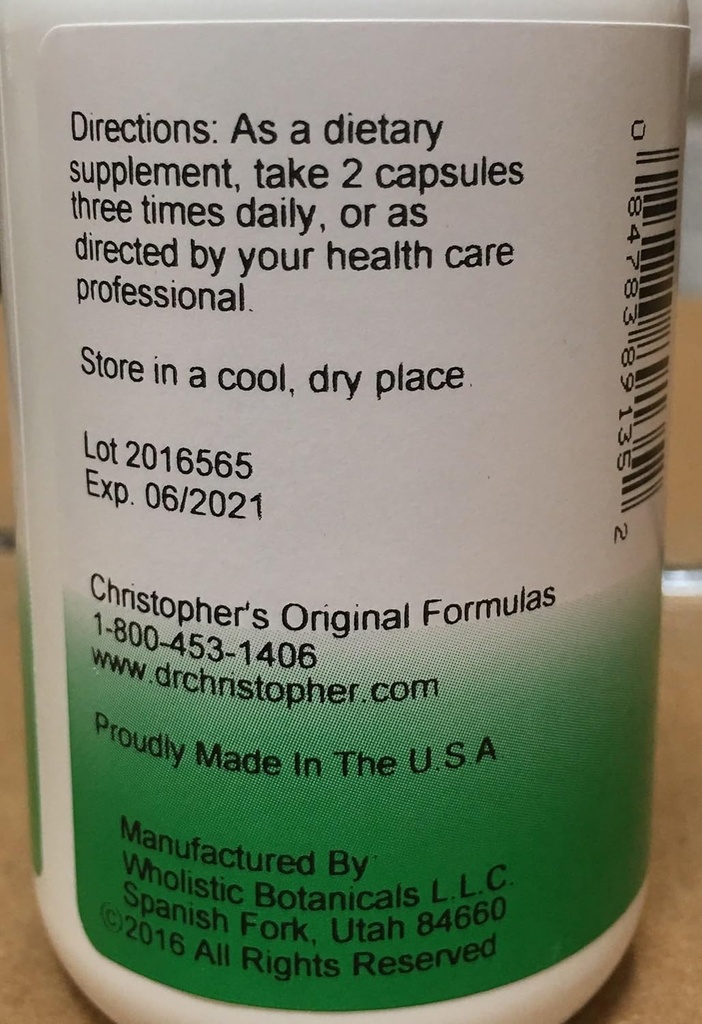 Directions: As a dietary
supplement, take 2 capsules
three times daily, or as
directed by your health care
professional.
Store in a cool, dry place.
Lot 2016565
Exp. 06/2021
Christopher's Original Formulas
1-800-453-1406
www.drchristopher.com
Proudly Made In The U.S.A
Manufactured By
Wholistic Botanicals L.L.C.
Spanish Fork, Utah 84660
©2016 All Rights Reserved
0 84783 89135 2